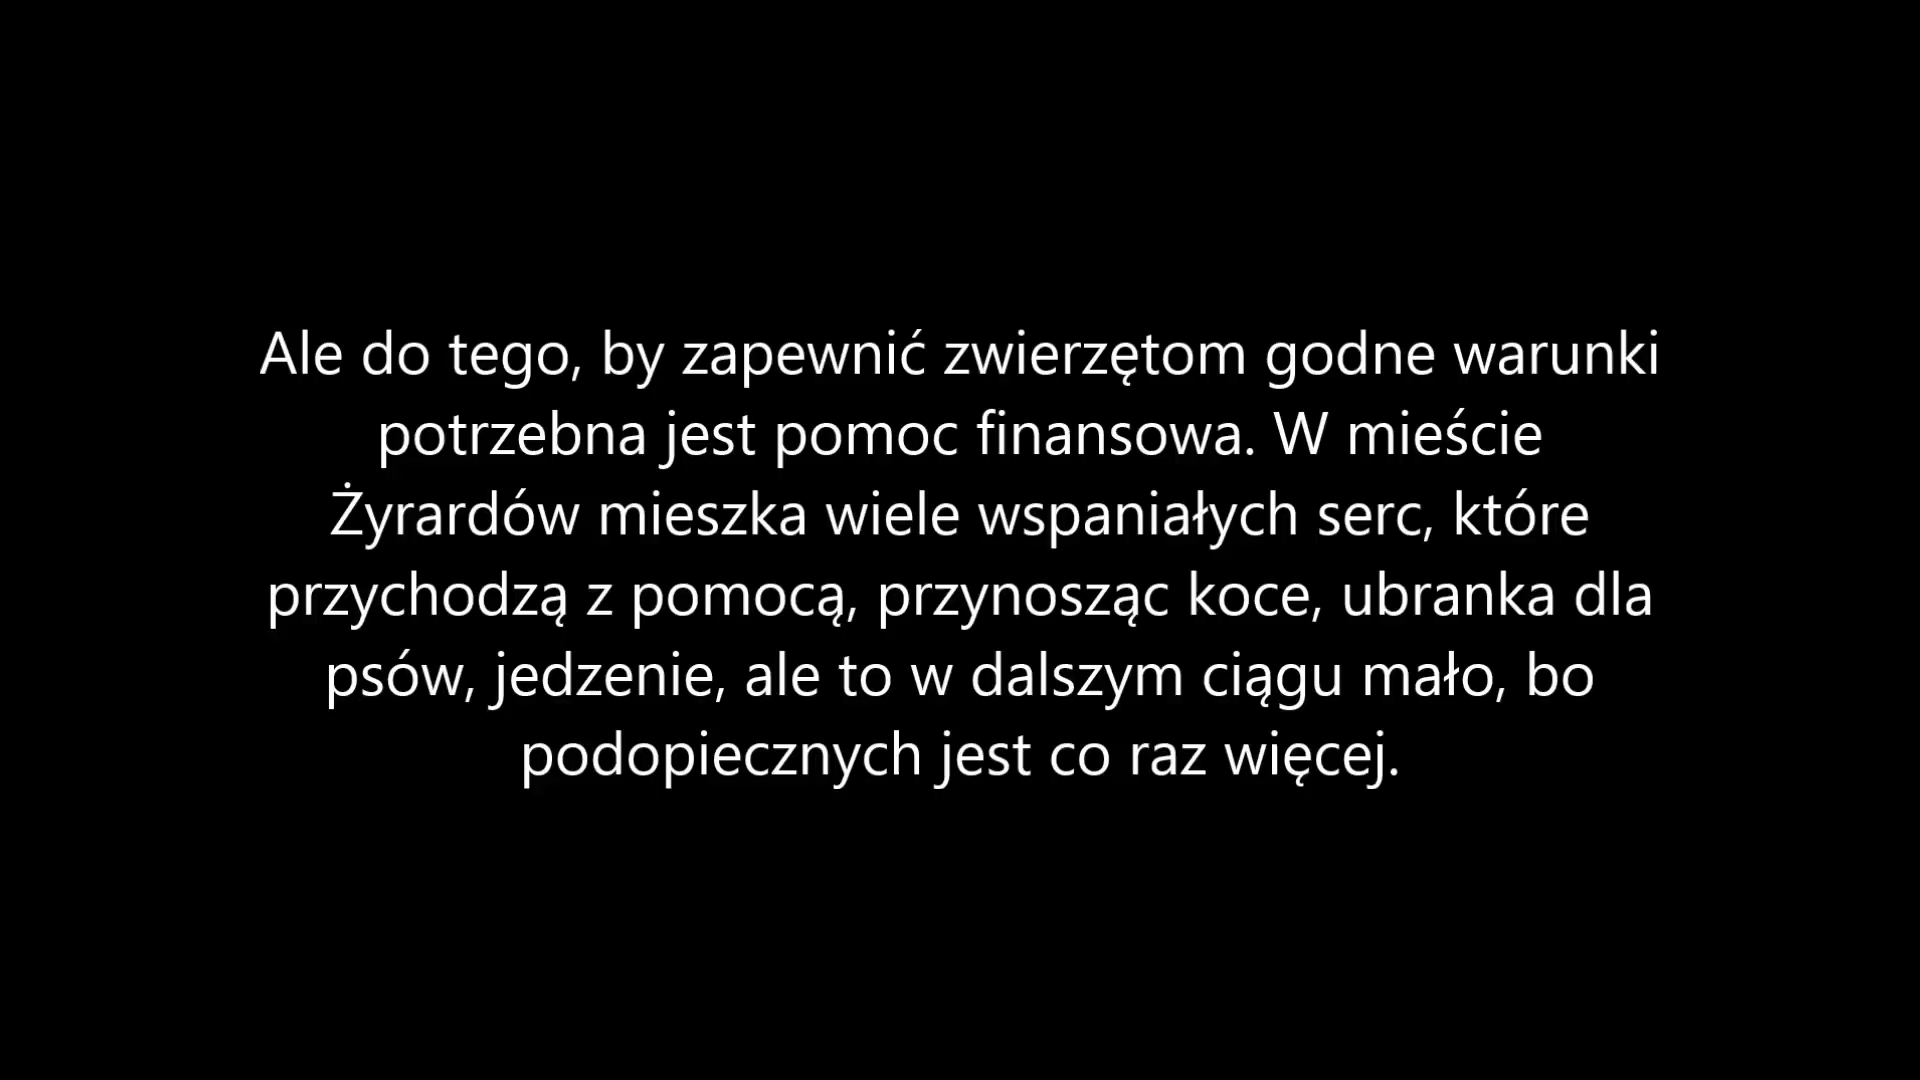 Ale do tego, by zapewnić zwierzętom godne warunki
potrzebna jest pomoc finansowa. W mieście
Żyrardów mieszka wiele wspaniałych serc, które
przychodzą z pomocą, przynosząc koce, ubranka dla
psów, jedzenie, ale to w dalszym ciągu mało, bo
podopiecznych jest co raz więcej.